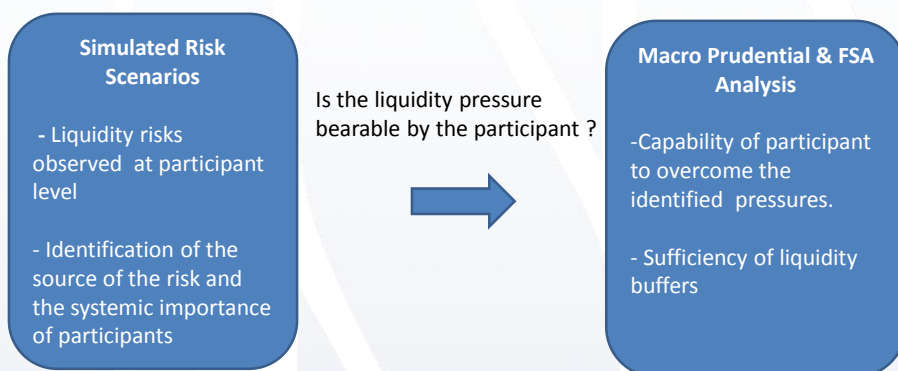 Simulated Risk
Scenarios
- Liquidity risks
observed at participant
level
- Identification of the
source of the risk and
the systemic importance
of participants
Is the liquidity pressure
bearable by the participant ?
Macro Prudential & FSA
Analysis
-Capability of participant
to overcome the
identified pressures.
- Sufficiency of liquidity
buffers